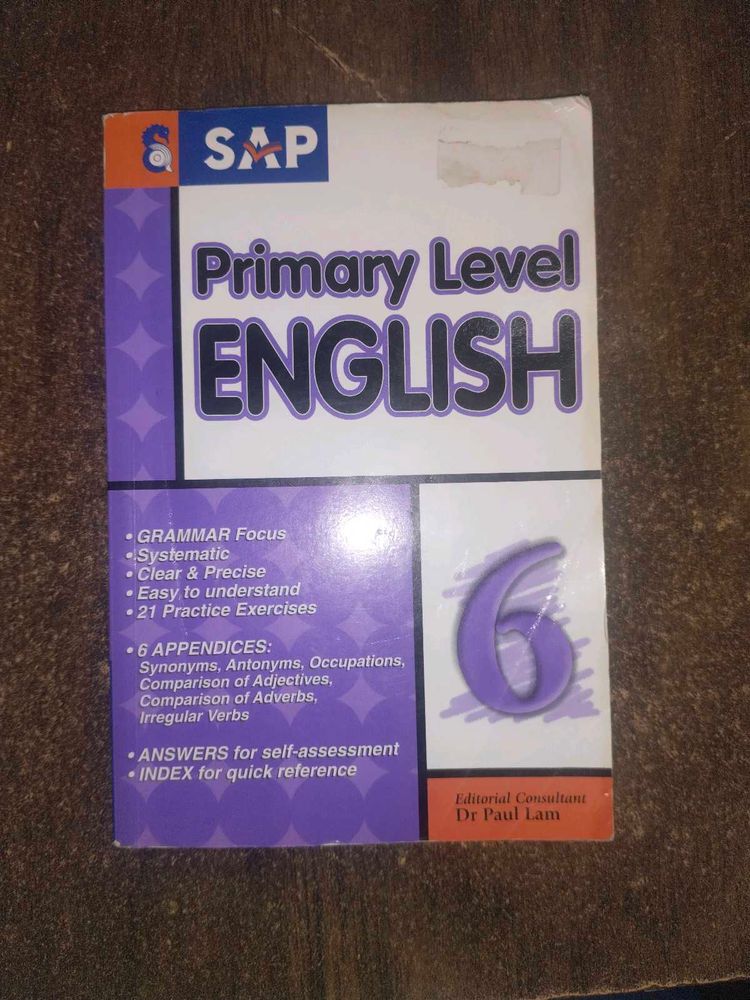 SAP
Primary Level
ENGLISH
• GRAMMAR Focus
• Systematic
• Clear & Precise
• Easy to understand
• 21 Practice Exercises
• 6 APPENDICES:
Synonyms, Antonyms, Occupations,
Comparison of Adjectives,
Comparison of Adverbs,
Irregular Verbs
• ANSWERS for self-assessment
• INDEX for quick reference
6
Editorial Consultant
Dr Paul Lam